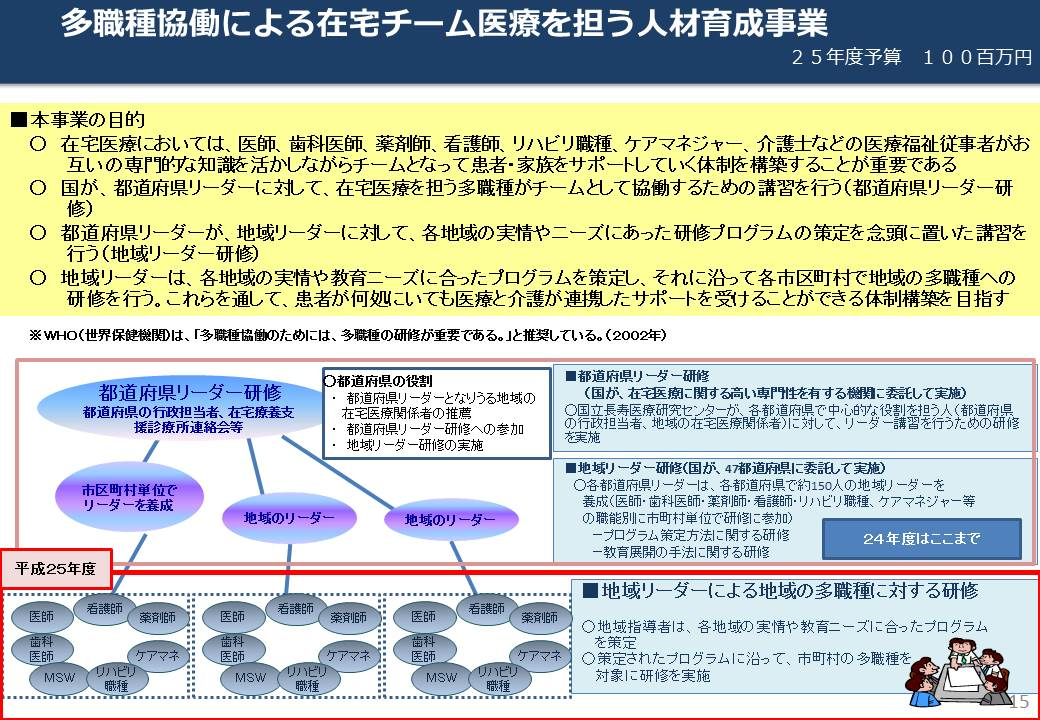 多職種協働による在宅チーム医療を担う人材育成事業
２５年度予算　１００百万円
■本事業の目的
〇 在宅医療においては、医師、歯科医師、薬剤師、看護師、リハビリ職種、ケアマネジャー、介護士などの医療福祉従事者がお
互いの専門的な知識を活かしながらチームとなって患者・家族をサポートしていく体制を構築することが重要である
〇 国が、都道府県リーダーに対して、在宅医療を担う多職種がチームとして協働するための講習を行う（都道府県リーダー研
修）
〇 都道府県リーダーが、地域リーダーに対して、各地域の実情やニーズにあった研修プログラムの策定を念頭に置いた講習を
行う（地域リーダー研修）
〇 地域リーダーは、各地域の実情や教育ニーズに合ったプログラムを策定し、それに沿って各市区町村で地域の多職種への
研修を行う。これらを通して、患者が何処にいても医療と介護が連携したサポートを受けることができる体制構築を目指す
※WHO（世界保健機関）は、「多職種協働のためには、多職種の研修が重要である。」と推奨している。（2002年）
都道府県リーダー研修
都道府県の行政担当者、在宅療養支
援診療所連絡会等
〇都道府県の役割
・ 都道府県リーダーとなりうる地域の
在宅医療関係者の推薦
・ 都道府県リーダー研修への参加
・ 地域リーダー研修の実施
■都道府県リーダー研修
（国が、在宅医療に関する高い専門性を有する機関に委託して実施）
〇国立長寿医療研究センターが、各都道府県で中心的な役割を担う人（都道府県
の行政担当者、地域の在宅医療関係者）に対して、リーダー講習を行うための研修
を実施
市区町村単位で
リーダーを養成
地域のリーダー
地域のリーダー
■地域リーダー研修（国が、47都道府県に委託して実施）
〇各都道府県リーダーは、各都道府県で約150人の地域リーダーを
養成（医師・歯科医師・薬剤師・看護師・リハビリ職種、ケアマネジャー等
の職能別に市町村単位で研修に参加）
－プログラム策定方法に関する研修
－教育展開の手法に関する研修
２４年度はここまで
平成２５年度
医師
看護師
薬剤師
歯科
医師
ケアマネ
MSW
リハビリ
職種
医師
看護師
薬剤師
歯科
医師
ケアマネ
MSW
リハビリ
職種
医師
看護師
薬剤師
歯科
医師
ケアマネ
MSW
リハビリ
職種
■地域リーダーによる地域の多職種に対する研修
〇地域指導者は、各地域の実情や教育ニーズに合ったプログラム
を策定
〇策定されたプログラムに沿って、市町村の多職種を
対象に研修を実施
15